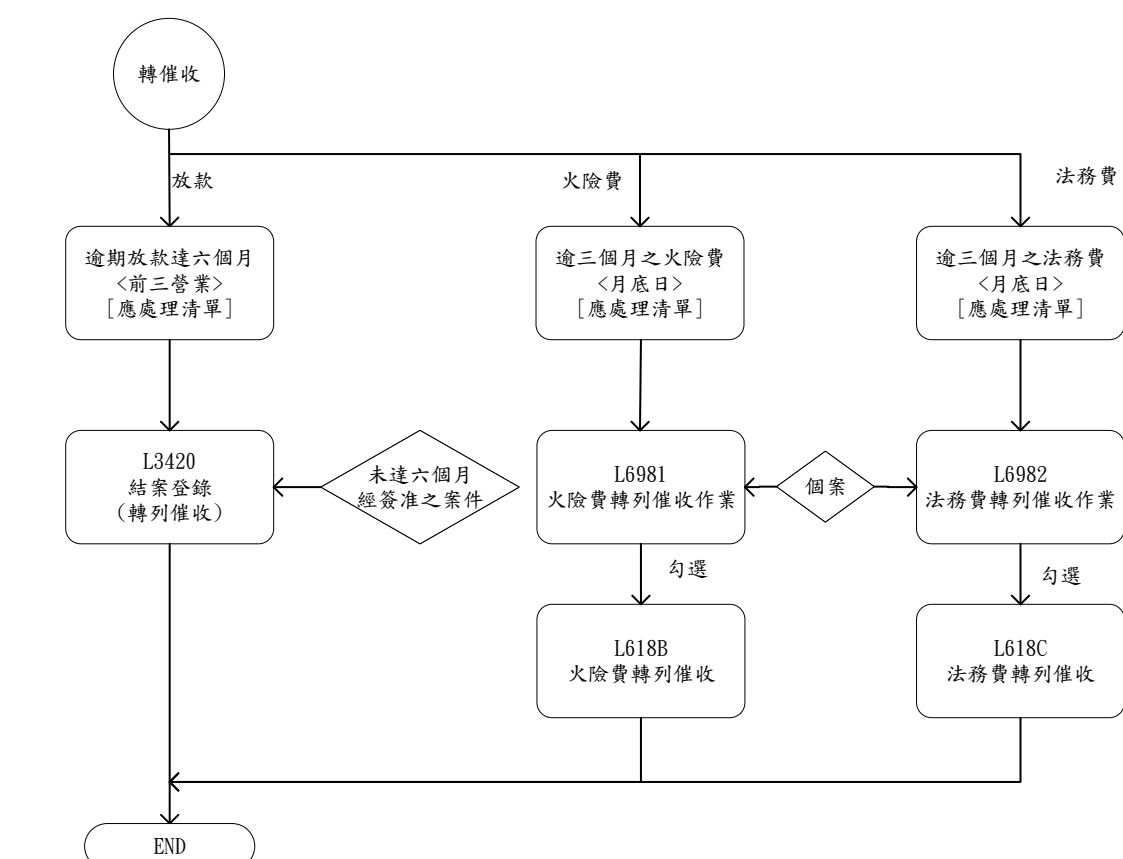 轉催收
放款
火險費
法務費
逾期放款達六個月
<前三營業>
[應處理清單]
逾三個月之火險費
<月底日>
[應處理清單]
逾三個月之法務費
<月底日>
[應處理清單]
L3420
結案登錄
(轉列催收)
未達六個月
經簽准之案件
L6981
火險費轉列催收作業
個案
L6982
法務費轉列催收作業
勾選
勾選
L618B
火險費轉列催收
L618C
法務費轉列催收
END